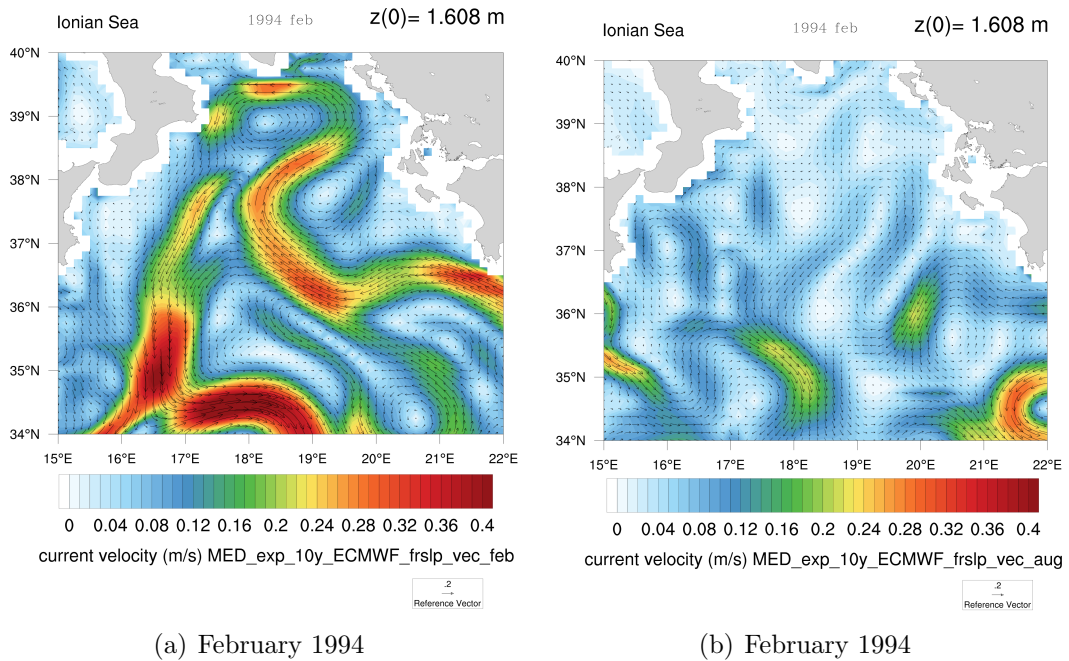 Ionian Sea 1994 feb z(0)= 1.608 m
40°N
39°N
38°N
37°N
36°N
35°N
34°N
15°E 16°E 17°E 18°E 19°E 20°E 21°E 22°E
0 0.04 0.08 0.12 0.16 0.2 0.24 0.28 0.32 0.36 0.4
current velocity (m/s) MED_exp_10y_ECMWF_frslp_vec_feb
.2
Reference Vector
(a) February 1994
Ionian Sea 1994 feb z(0)= 1.608 m
40°N
39°N
38°N
37°N
36°N
35°N
34°N
15°E 16°E 17°E 18°E 19°E 20°E 21°E 22°E
0 0.04 0.08 0.12 0.16 0.2 0.24 0.28 0.32 0.36 0.4
current velocity (m/s) MED_exp_10y_ECMWF_frslp_vec_aug
.2
Reference Vector
(b) February 1994